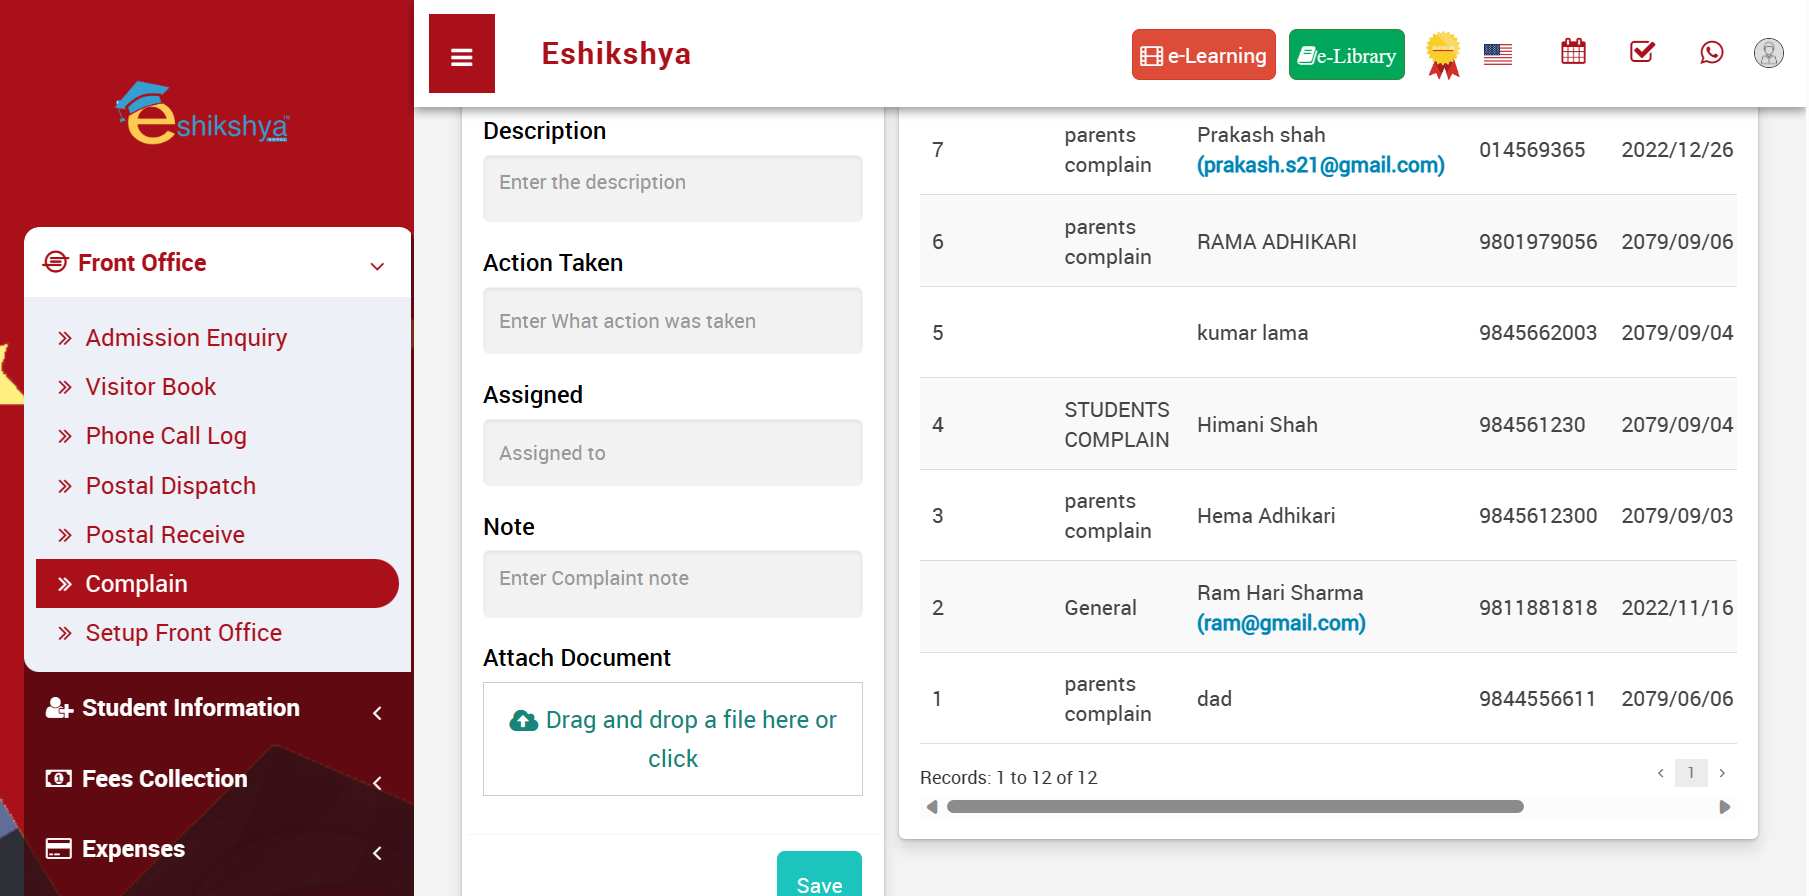 eshikshya
Front Office
Admission Enquiry
Visitor Book
Phone Call Log
Postal Dispatch
Postal Receive
Complain
Setup Front Office
Student Information
Fees Collection
Expenses
Eshikshya
e-Learning
e-Library
Description
Enter the description
Action Taken
Enter What action was taken
Assigned
Assigned to
Note
Enter Complaint note
Attach Document
Drag and drop a file here or
click
Save
7 parents complain Prakash shah (prakash.s21@gmail.com) 014569365 2022/12/26
6 parents complain RAMA ADHIKARI 9801979056 2079/09/06
5 kumar lama 9845662003 2079/09/04
4 STUDENTS COMPLAIN Himani Shah 984561230 2079/09/04
3 parents complain Hema Adhikari 9845612300 2079/09/03
2 General Ram Hari Sharma (ram@gmail.com) 9811881818 2022/11/16
1 parents complain dad 9844556611 2079/06/06
Records: 1 to 12 of 12
1